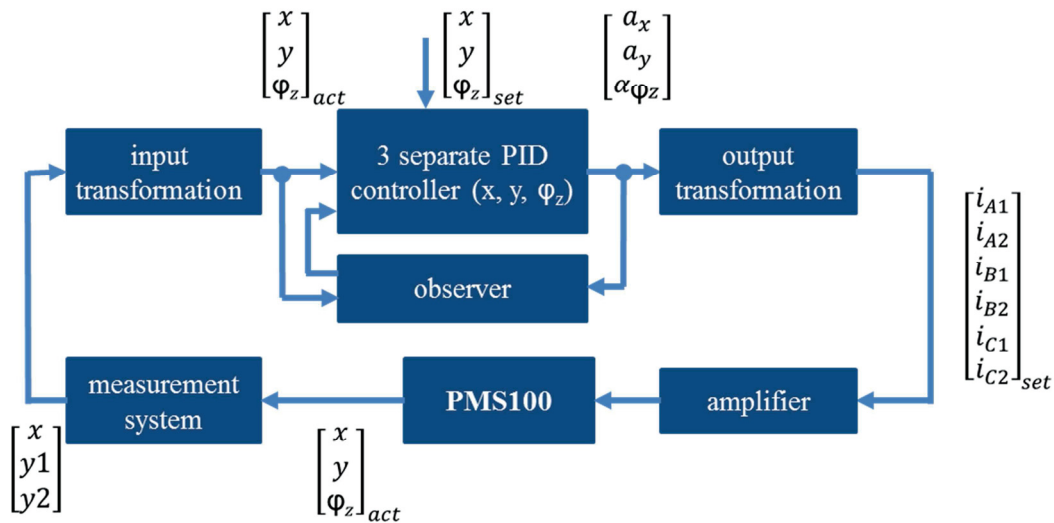 [x y φz]act
[x y φz]set
[ax ay αφz]
input
transformation
3 separate PID
controller (x, y, φz)
output
transformation
observer
[iA1 iA2 iB1 iB2 iC1 iC2]set
measurement
system
PMS100
amplifier
[x y1 y2]
[x y φz]act